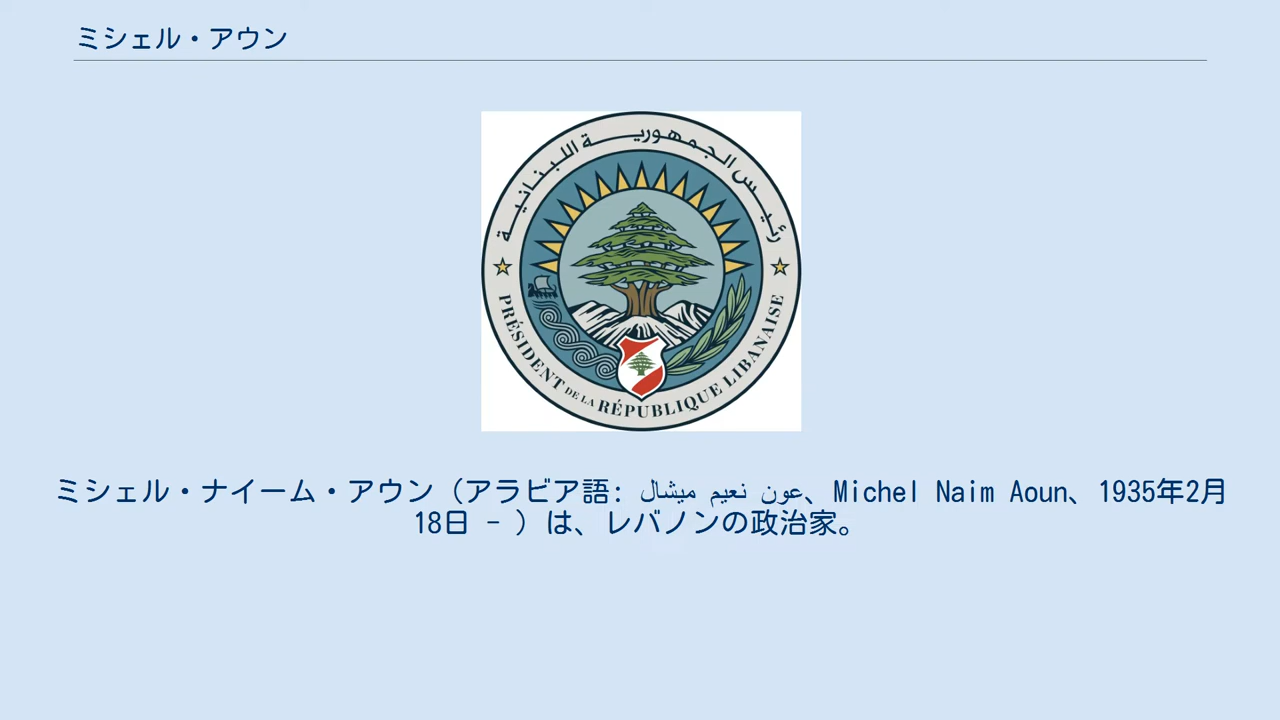 ミシェル・アウン
رئيس الجمهورية اللبنانية
PRÉSIDENT DE LA RÉPUBLIQUE LIBANAISE
ミシェル・ナイーム・アウン（アラビア語: عون نعيم ميشال、Michel Naim Aoun、1935年2月
18日 - ）は、レバノンの政治家。